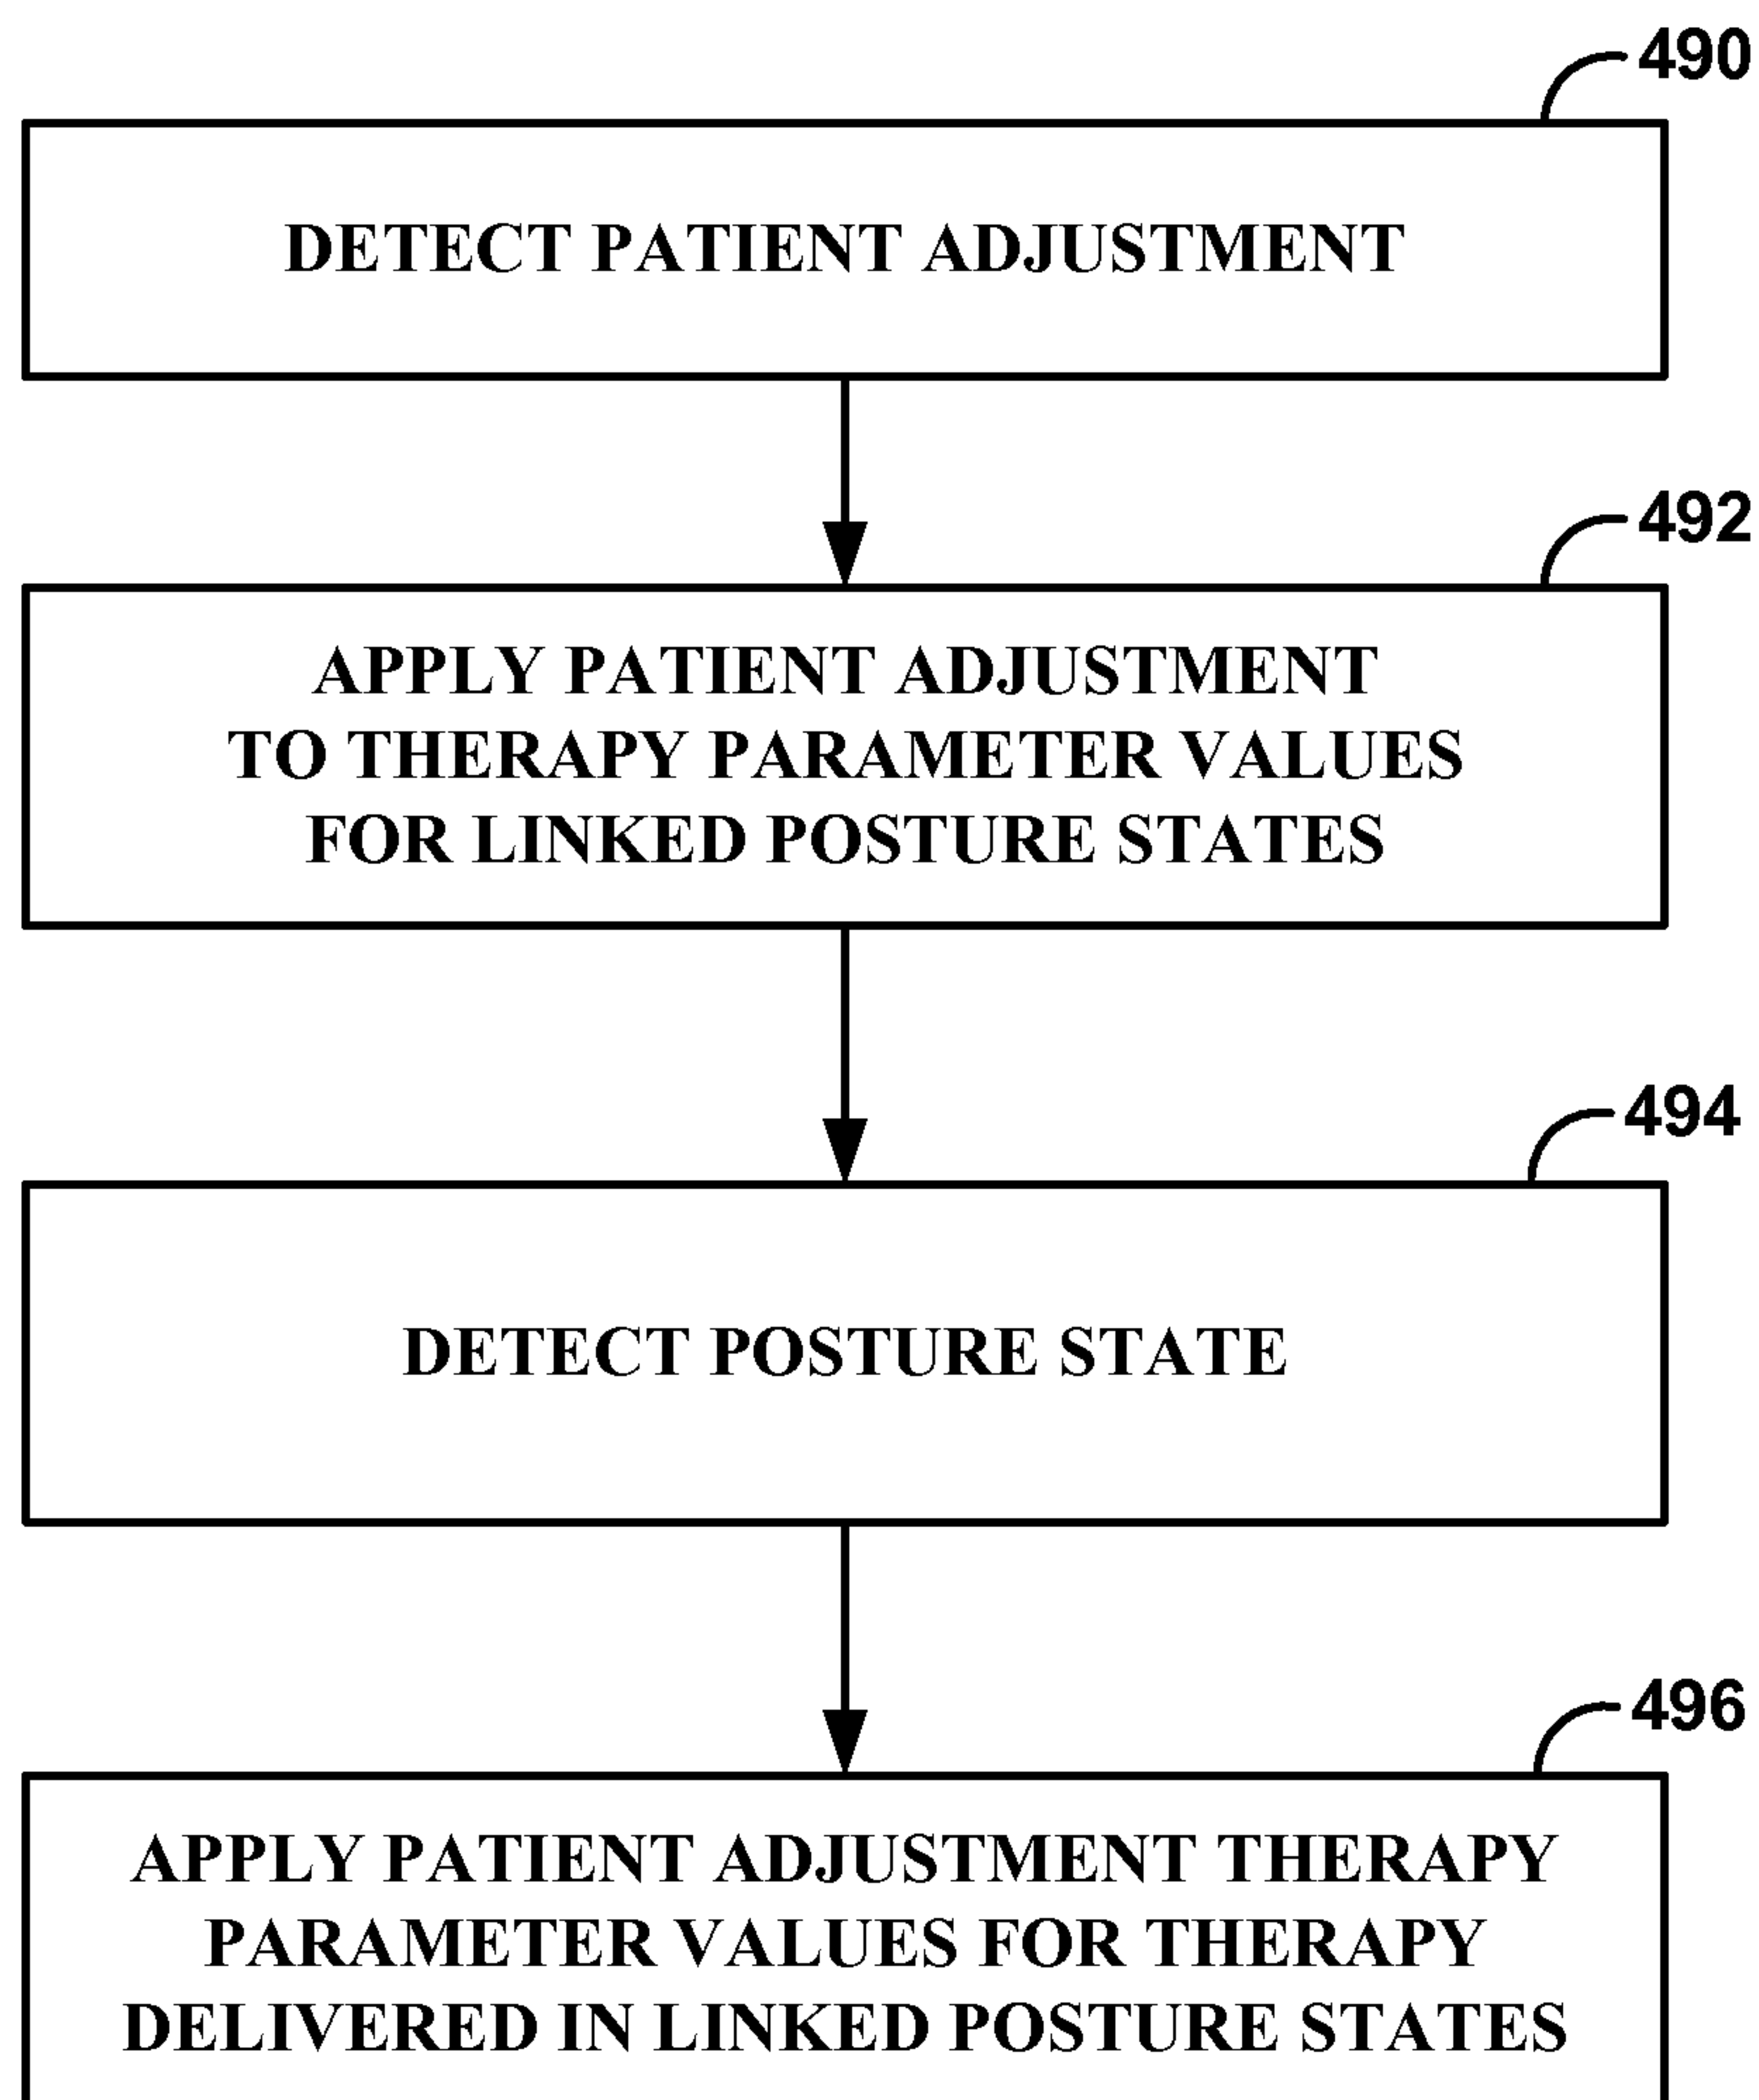 490
DETECT PATIENT ADJUSTMENT
492
APPLY PATIENT ADJUSTMENT
TO THERAPY PARAMETER VALUES
FOR LINKED POSTURE STATES
494
DETECT POSTURE STATE
496
APPLY PATIENT ADJUSTMENT THERAPY
PARAMETER VALUES FOR THERAPY
DELIVERED IN LINKED POSTURE STATES